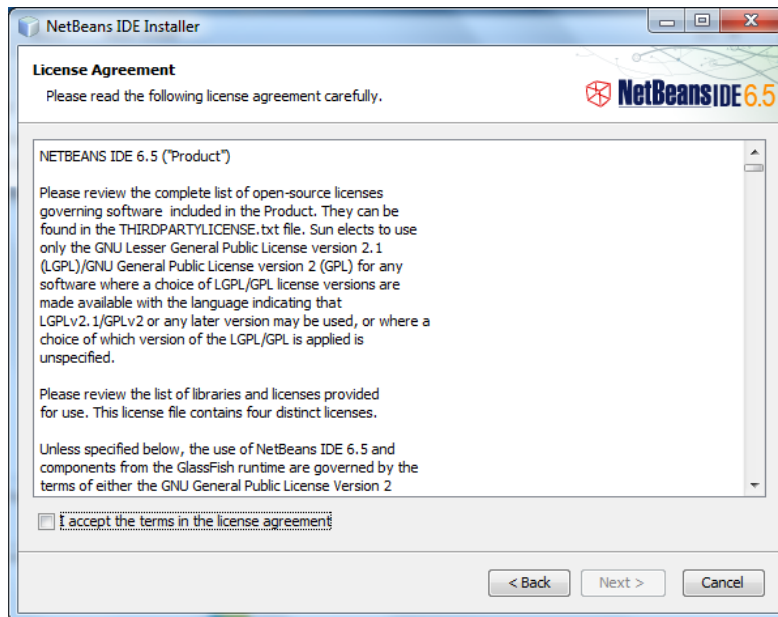 NetBeans IDE Installer
License Agreement
Please read the following license agreement carefully.
NetBeans IDE 6.5
NETBEANS IDE 6.5 ("Product")
Please review the complete list of open-source licenses
governing software  included in the Product. They can be
found in the THIRDPARTYLICENSE.txt file. Sun elects to use
only the GNU Lesser General Public License version 2.1
(LGPL)/GNU General Public License version 2 (GPL) for any
software where a choice of LGPL/GPL license versions are
made available with the language indicating that
LGPLv2.1/GPLv2 or any later version may be used, or where a
choice of which version of the LGPL/GPL is applied is
unspecified.
Please review the list of libraries and licenses provided
for use. This license file contains four distinct licenses.
Unless specified below, the use of NetBeans IDE 6.5 and
components from the GlassFish runtime are governed by the
terms of either the GNU General Public License Version 2
I accept the terms in the license agreement
< Back
Next >
Cancel